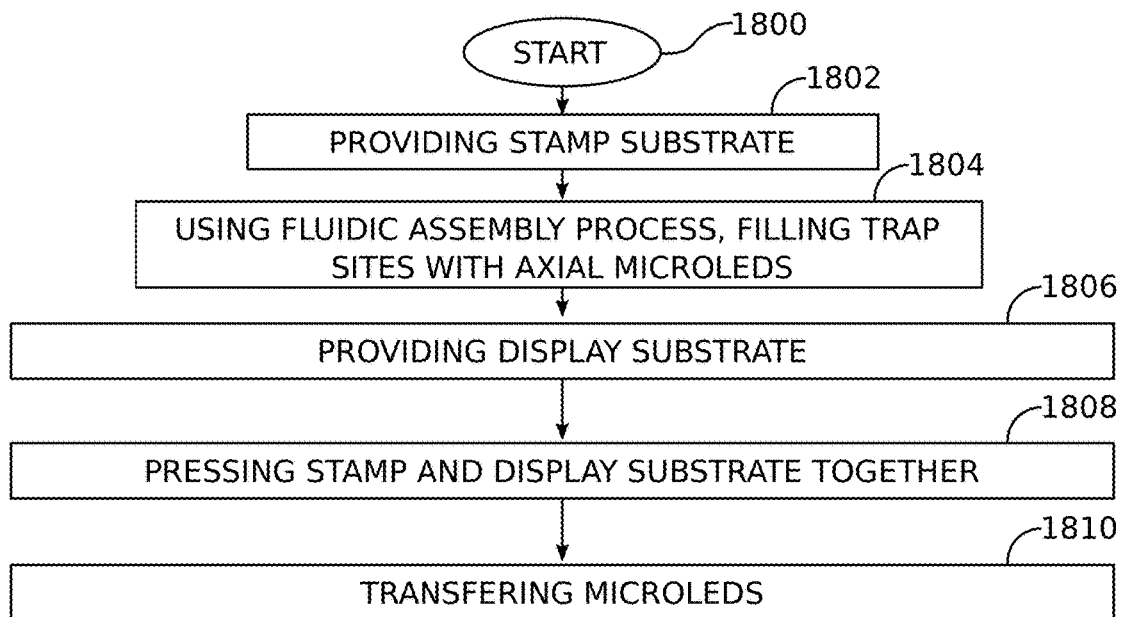 1800
START
1802
PROVIDING STAMP SUBSTRATE
1804
USING FLUIDIC ASSEMBLY PROCESS, FILLING TRAP
SITES WITH AXIAL MICROLEDS
1806
PROVIDING DISPLAY SUBSTRATE
1808
PRESSING STAMP AND DISPLAY SUBSTRATE TOGETHER
1810
TRANSFERING MICROLEDS